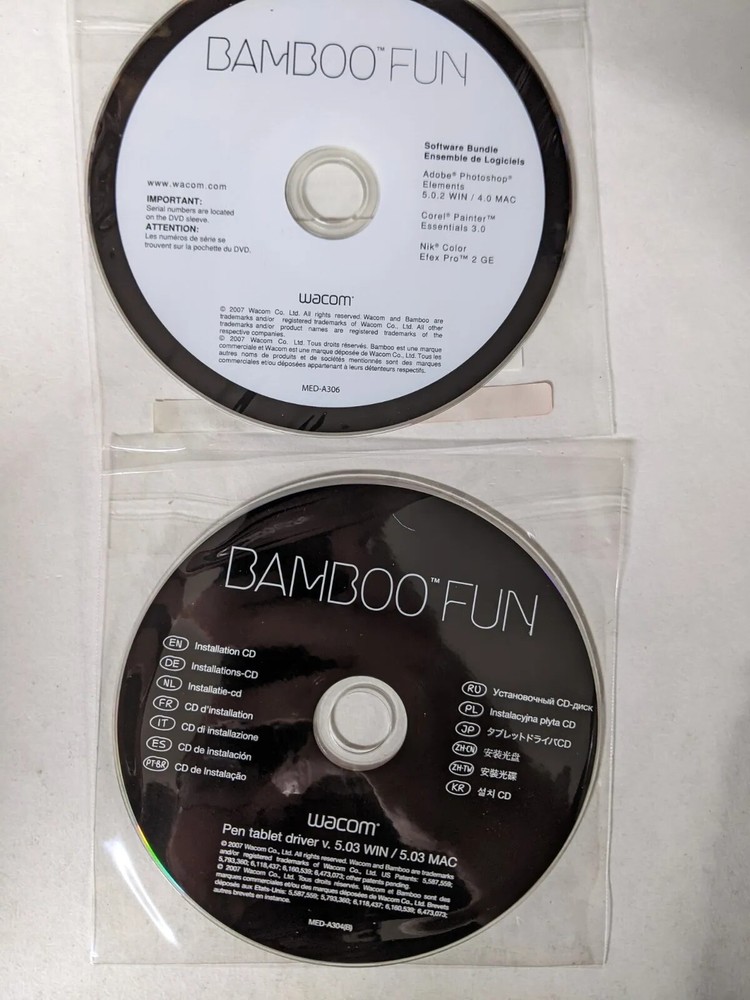 BAMBOO™ FUN
Software Bundle
Ensemble de Logiciels
Adobe® Photoshop®
Elements
5.0.2 WIN / 4.0 MAC
Corel® Painter™
Essentials 3.0
Nik® Color
Efex Pro™ 2 GE
www.wacom.com
IMPORTANT:
Serial numbers are located
on the DVD sleeve.
ATTENTION:
Les numéros de série se
trouvent sur la pochette du DVD.
wacom®
© 2007 Wacom Co., Ltd. All rights reserved. Wacom and Bamboo are
trademarks and/or registered trademarks of Wacom Co., Ltd. All other
trademarks and/or product names are registered trademarks of the
respective companies.
© 2007 Wacom Co., Ltd. Tous droits réservés. Bamboo est une marque
commerciale et Wacom est une marque déposée de Wacom Co., Ltd. Tous les
autres noms de produits et de sociétés mentionnés sont des marques
commerciales et/ou déposées appartenant à leurs détenteurs respectifs.
MED-A306
BAMBOO™ FUN
EN Installation CD
DE Installations-CD
NL Installatie-cd
FR CD d'installation
IT CD di installazione
ES CD de instalación
PT-BR CD de Instalação
RU Установочный CD-диск
PL Instalacyjna płyta CD
JP タブレットドライバCD
ZH-CN 安装光盘
ZH-TW 安裝光碟
KR 설치 CD
wacom®
Pen tablet driver v. 5.03 WIN / 5.03 MAC
© 2007 Wacom Co., Ltd. All rights reserved. Wacom and Bamboo are trademarks
and/or registered trademarks of Wacom Co., Ltd. US Patents: 5,587,559;
5,793,360; 6,118,437; 6,160,539; 6,473,073; other patents pending.
© 2007 Wacom Co., Ltd. Tous droits réservés. Wacom et Bamboo sont des
marques commerciales et/ou des marques déposées de Wacom Co., Ltd. Brevets
déposés aux Etats-Unis: 5,587,559; 5,793,360; 6,118,437; 6,160,539; 6,473,073;
autres brevets en instance.
MED-A304(B)